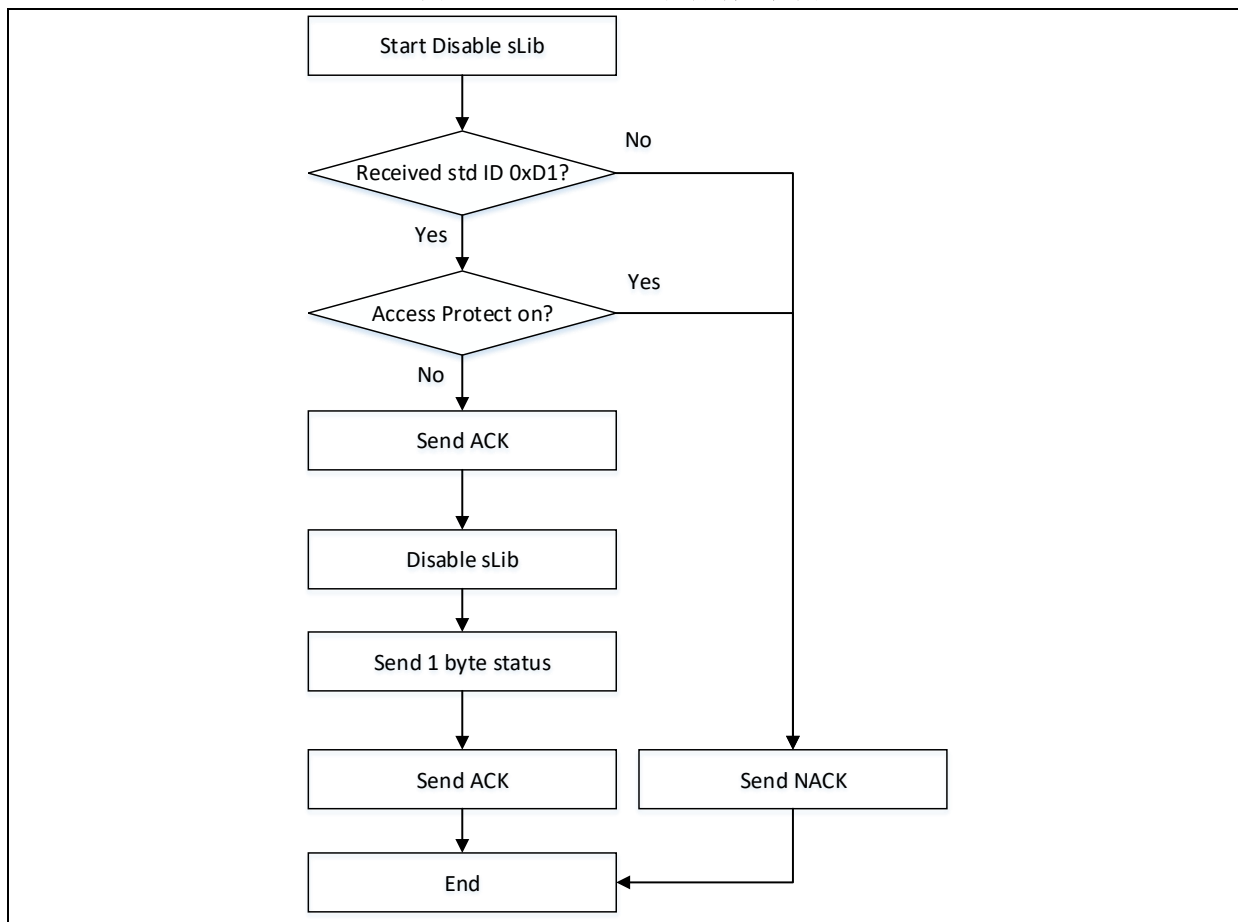 Start Disable sLib
No
Received std ID 0xD1?
Yes
Yes
Access Protect on?
No
Send ACK
Disable sLib
Send 1 byte status
Send ACK
Send NACK
End